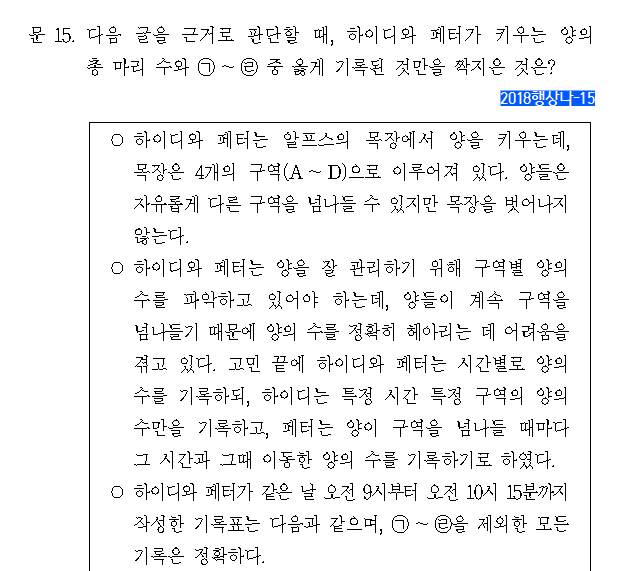 문 15. 다음 글을 근거로 판단할 때, 하이디와 페터가 키우는 양의
총 마리 수와 ㉠ ~ ㉣ 중 옳게 기록된 것만을 짝지은 것은?
2018행상나-15
○ 하이디와 페터는 알프스의 목장에서 양을 키우는데,
목장은 4개의 구역(A ~ D)으로 이루어져 있다. 양들은
자유롭게 다른 구역을 넘나들 수 있지만 목장을 벗어나지
않는다.
○ 하이디와 페터는 양을 잘 관리하기 위해 구역별 양의
수를 파악하고 있어야 하는데, 양들이 계속 구역을
넘나들기 때문에 양의 수를 정확히 헤아리는 데 어려움을
겪고 있다. 고민 끝에 하이디와 페터는 시간별로 양의
수를 기록하되, 하이디는 특정 시간 특정 구역의 양의
수만을 기록하고, 페터는 양이 구역을 넘나들 때마다
그 시간과 그때 이동한 양의 수를 기록하기로 하였다.
○ 하이디와 페터가 같은 날 오전 9시부터 오전 10시 15분까지
작성한 기록표는 다음과 같으며, ㉠ ~ ㉣을 제외한 모든
기록은 정확하다.